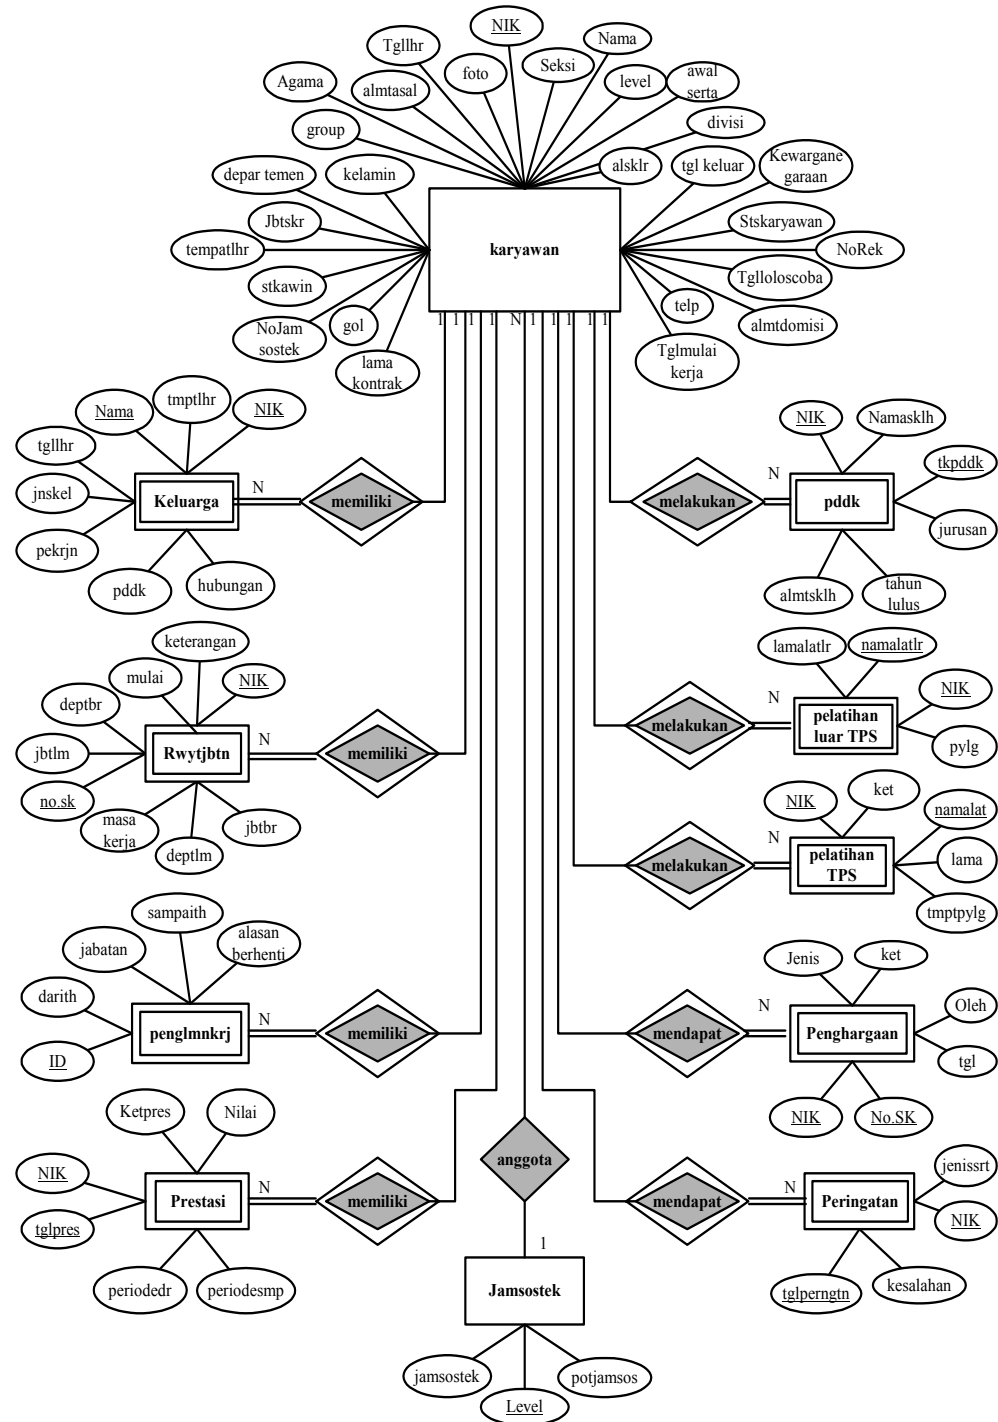 NIK
Tgllhr
Nama
foto
Seksi
Agama
almtasal
level
awal
serta
group
divisi
depar temen
kelamin
alsklr
tgl keluar
Kewargane
garaan
Jbtskr
karyawan
Stskaryawan
tempatlhr
NoRek
stkawin
Tglloloscoba
NoJam
sostek
gol
telp
almtdomisi
lama
kontrak
Tglmulai
kerja
1
1
1
1
N
1
1
1
1
1
tmptlhr
Nama
NIK
tgllhr
jnskel
Keluarga
N
memiliki
pekrjn
pddk
hubungan
NIK
Namasklh
tkpddk
melakukan
N
pddk
jurusan
almtsklh
tahun
lulus
keterangan
mulai
NIK
deptbr
jbtlm
Rwytjbtn
N
memiliki
no.sk
masa
kerja
jbtbr
deptlm
lamalatlr
namalatlr
NIK
melakukan
N
pelatihan
luar TPS
pylg
NIK
ket
namalat
melakukan
N
pelatihan
TPS
lama
tmptpylg
sampaith
jabatan
alasan
berhenti
darith
penglmnkrj
N
memiliki
ID
Jenis
ket
Oleh
mendapat
N
Penghargaan
tgl
NIK
No.SK
Ketpres
Nilai
NIK
Prestasi
N
memiliki
tglpres
periodedr
periodesmp
anggota
1
Jamsostek
jamsostek
potjamsos
Level
jenissrt
mendapat
N
Peringatan
NIK
tglperngtn
kesalahan